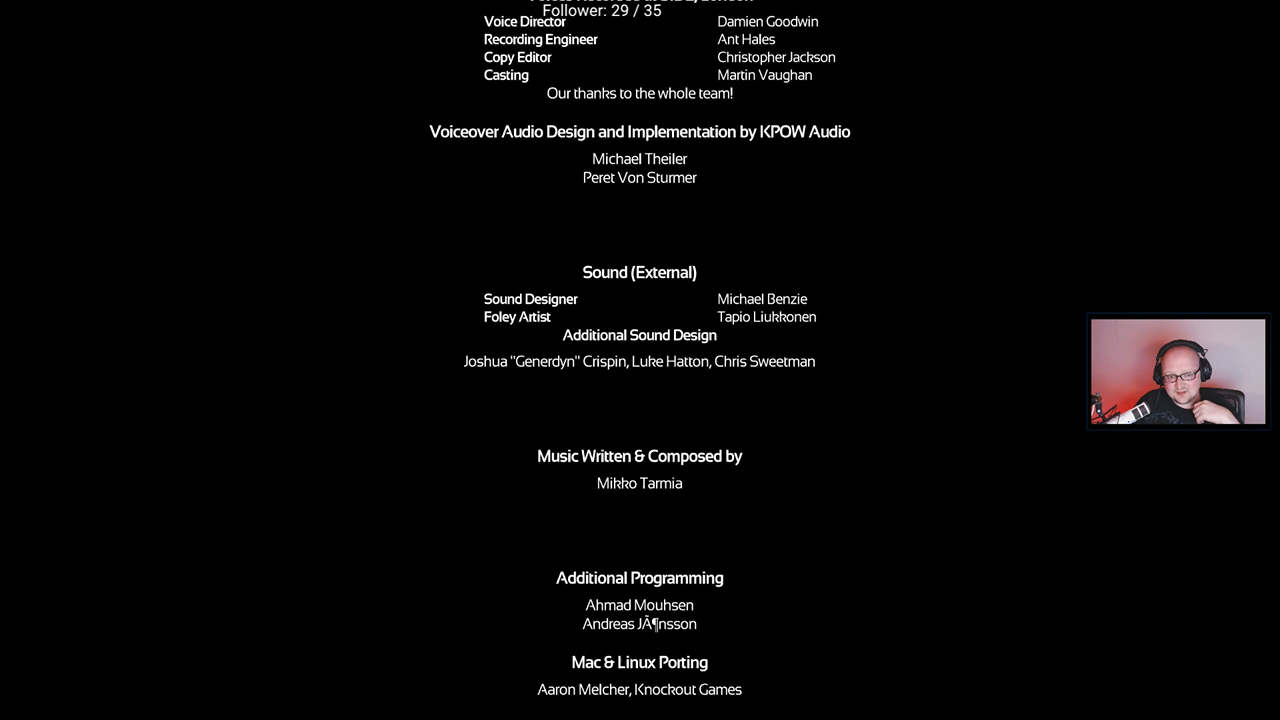 Follower: 29 / 35
Voice Director Damien Goodwin
Recording Engineer Ant Hales
Copy Editor Christopher Jackson
Casting Martin Vaughan
Our thanks to the whole team!
Voiceover Audio Design and Implementation by KPOW Audio
Michael Theiler
Peret Von Sturmer
Sound (External)
Sound Designer Michael Benzie
Foley Artist Tapio Liukkonen
Additional Sound Design
Joshua "Generdyn" Crispin, Luke Hatton, Chris Sweetman
Music Written & Composed by
Mikko Tarmia
Additional Programming
Ahmad Mouhsen
Andreas JÃ¶nsson
Mac & Linux Porting
Aaron Melcher, Knockout Games